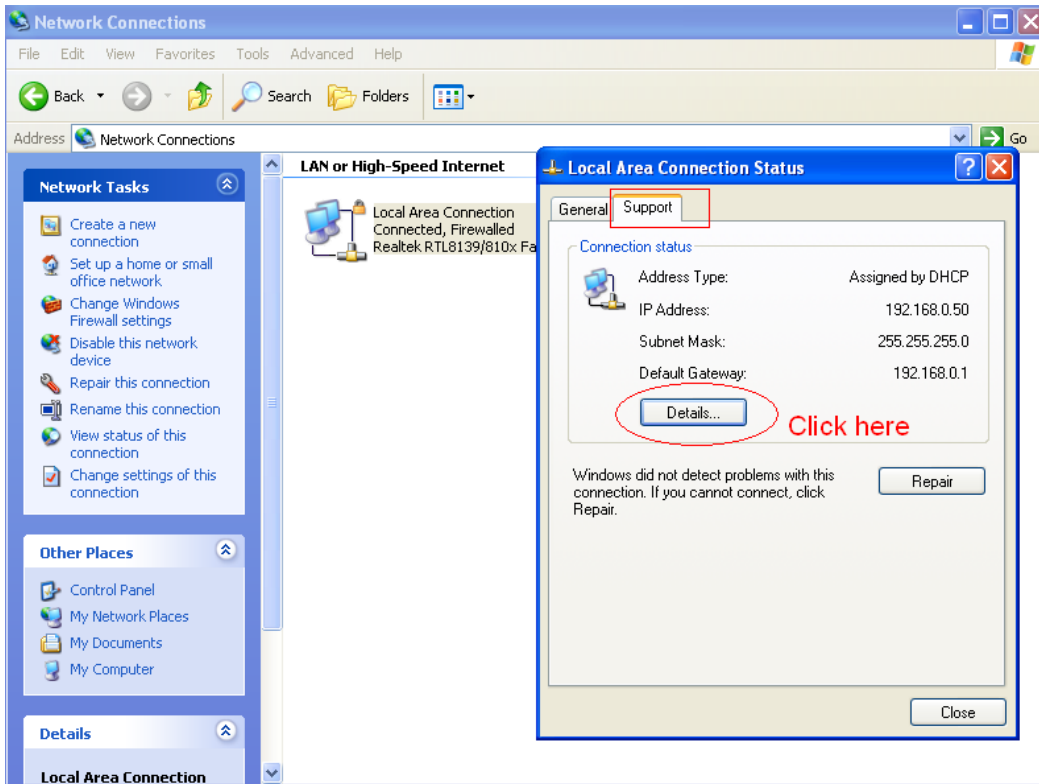 Network Connections
File Edit View Favorites Tools Advanced Help
Back Search Folders
Address Network Connections Go
Network Tasks
Create a new
connection
Set up a home or small
office network
Change Windows
Firewall settings
Disable this network
device
Repair this connection
Rename this connection
View status of this
connection
Change settings of this
connection
Other Places
Control Panel
My Network Places
My Documents
My Computer
Details
Local Area Connection
LAN or High-Speed Internet
Local Area Connection
Connected, Firewalled
Realtek RTL8139/810x Fa
Local Area Connection Status
General Support
Connection status
Address Type: Assigned by DHCP
IP Address: 192.168.0.50
Subnet Mask: 255.255.255.0
Default Gateway: 192.168.0.1
Details...
Click here
Windows did not detect problems with this
connection. If you cannot connect, click
Repair.
Repair
Close